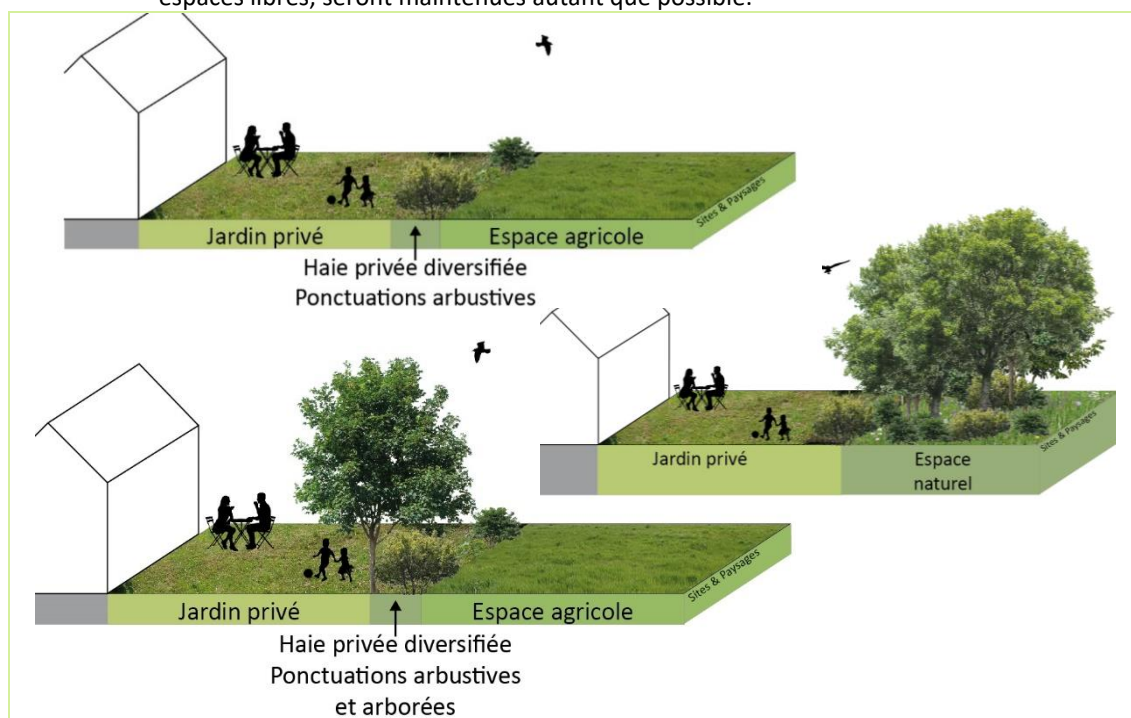 espaces libres, seront maintenues autant que possible.
Jardin privé
Espace agricole
Sites & Paysages
Haie privée diversifiée
Ponctuations arbustives
Jardin privé
Espace
naturel
Sites & Paysages
Jardin privé
Espace agricole
Sites & Paysages
Haie privée diversifiée
Ponctuations arbustives
et arborées